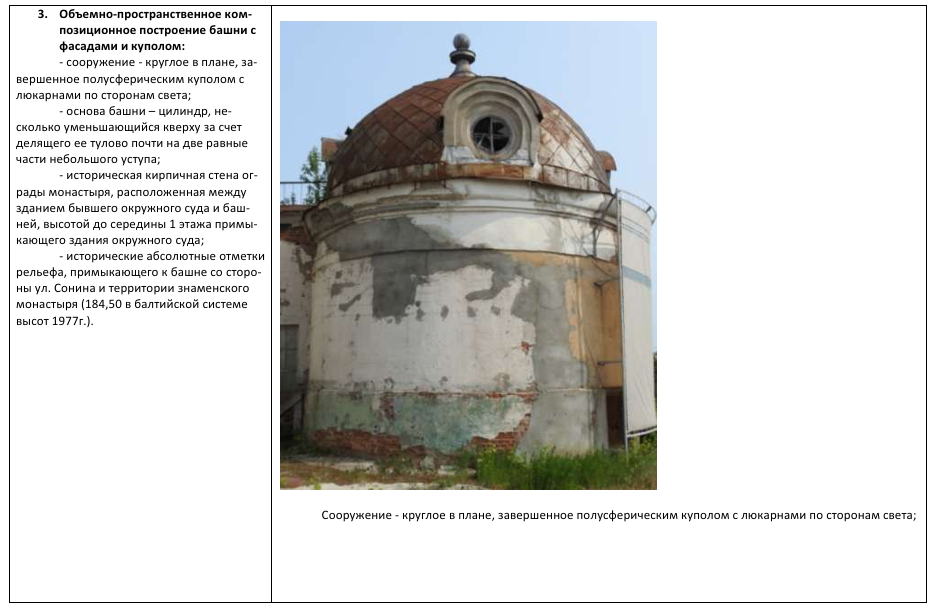 3. Объемно-пространственное ком-
позиционное построение башни с
фасадами и куполом:
- сооружение - круглое в плане, за-
вершенное полусферическим куполом с
люкарнами по сторонам света;
- основа башни – цилиндр, не-
сколько уменьшающийся кверху за счет
делящего ее тулово почти на две равные
части небольшого уступа;
- историческая кирпичная стена ог-
рады монастыря, расположенная между
зданием бывшего окружного суда и баш-
ней, высотой до середины 1 этажа примы-
кающего здания окружного суда;
- исторические абсолютные отметки
рельефа, примыкающего к башне со сторо-
ны ул. Сонина и территории знаменского
монастыря (184,50 в балтийской системе
высот 1977г.).
Сооружение - круглое в плане, завершенное полусферическим куполом с люкарнами по сторонам света;